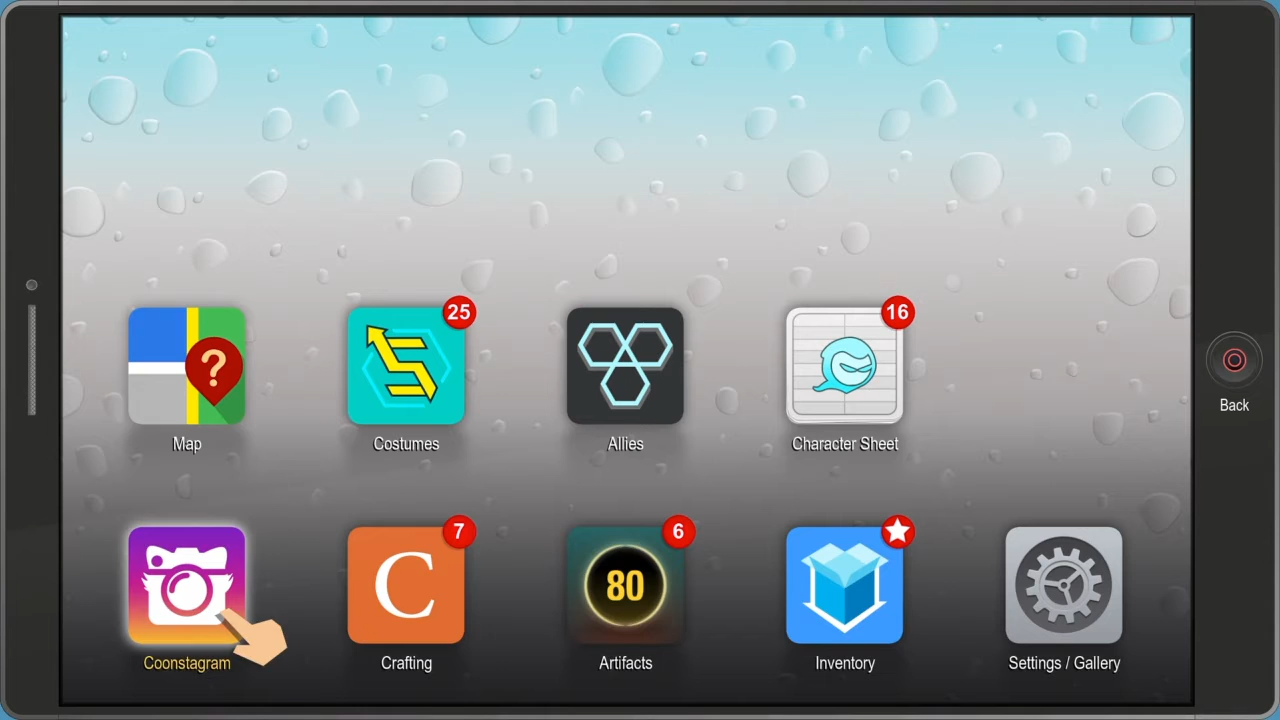 25
16
?
Map
Costumes
Allies
Character Sheet
Back
7
6
C
80
Coonstagram
Crafting
Artifacts
Inventory
Settings / Gallery